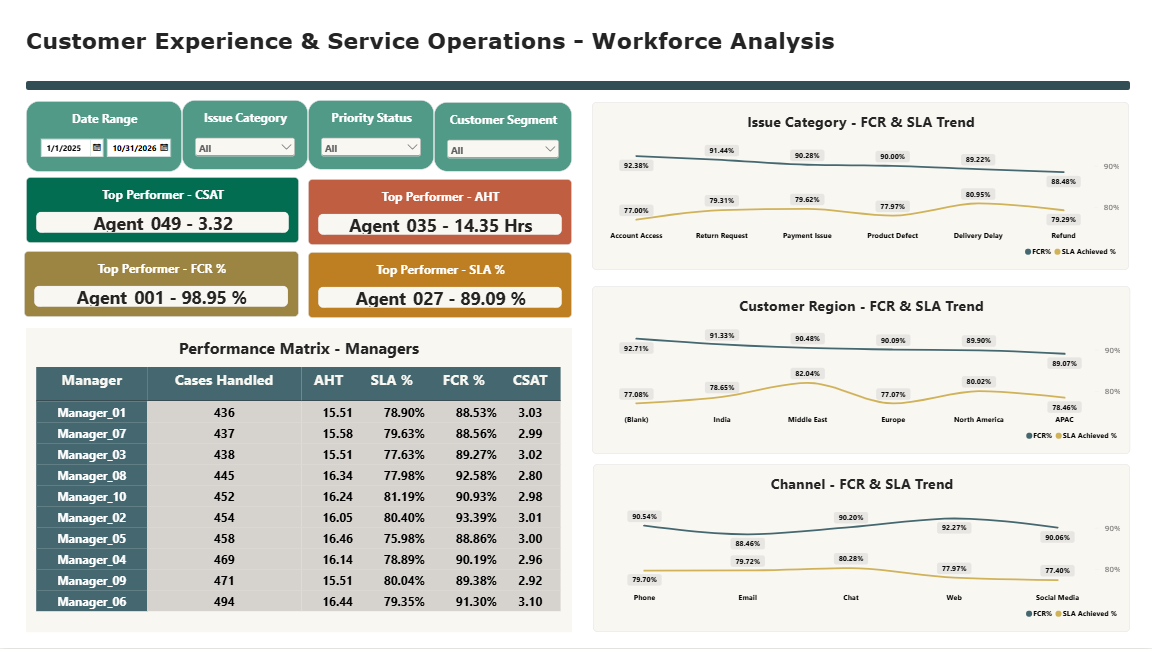 Customer Experience & Service Operations - Workforce Analysis
Date Range
1/1/2025 10/31/2026
Issue Category
All
Priority Status
All
Customer Segment
All
Top Performer - CSAT
Agent 049 - 3.32
Top Performer - AHT
Agent 035 - 14.35 Hrs
Top Performer - FCR %
Agent 001 - 98.95 %
Top Performer - SLA %
Agent 027 - 89.09 %
Performance Matrix - Managers
Manager Cases Handled AHT SLA % FCR % CSAT
Manager_01 436 15.51 78.90% 88.53% 3.03
Manager_07 437 15.58 79.63% 88.56% 2.99
Manager_03 438 15.51 77.63% 89.27% 3.02
Manager_08 445 16.34 77.98% 92.58% 2.80
Manager_10 452 16.24 81.19% 90.93% 2.98
Manager_02 454 16.05 80.40% 93.39% 3.01
Manager_05 458 16.46 75.98% 88.86% 3.00
Manager_04 469 16.14 78.89% 90.19% 2.96
Manager_09 471 15.51 80.04% 89.38% 2.92
Manager_06 494 16.44 79.35% 91.30% 3.10
Issue Category - FCR & SLA Trend
92.38% 91.44% 90.28% 90.00% 89.22% 88.48%
90%
77.00% 79.31% 79.62% 77.97% 80.95% 79.29%
80%
Account Access Return Request Payment Issue Product Defect Delivery Delay Refund
FCR% SLA Achieved %
Customer Region - FCR & SLA Trend
92.71% 91.33% 90.48% 90.09% 89.90% 89.07%
90%
77.08% 78.65% 82.04% 77.07% 80.02% 78.46%
80%
(Blank) India Middle East Europe North America APAC
FCR% SLA Achieved %
Channel - FCR & SLA Trend
90.54% 88.46% 90.20% 92.27% 90.06%
90%
79.70% 79.72% 80.28% 77.97% 77.40%
80%
Phone Email Chat Web Social Media
FCR% SLA Achieved %